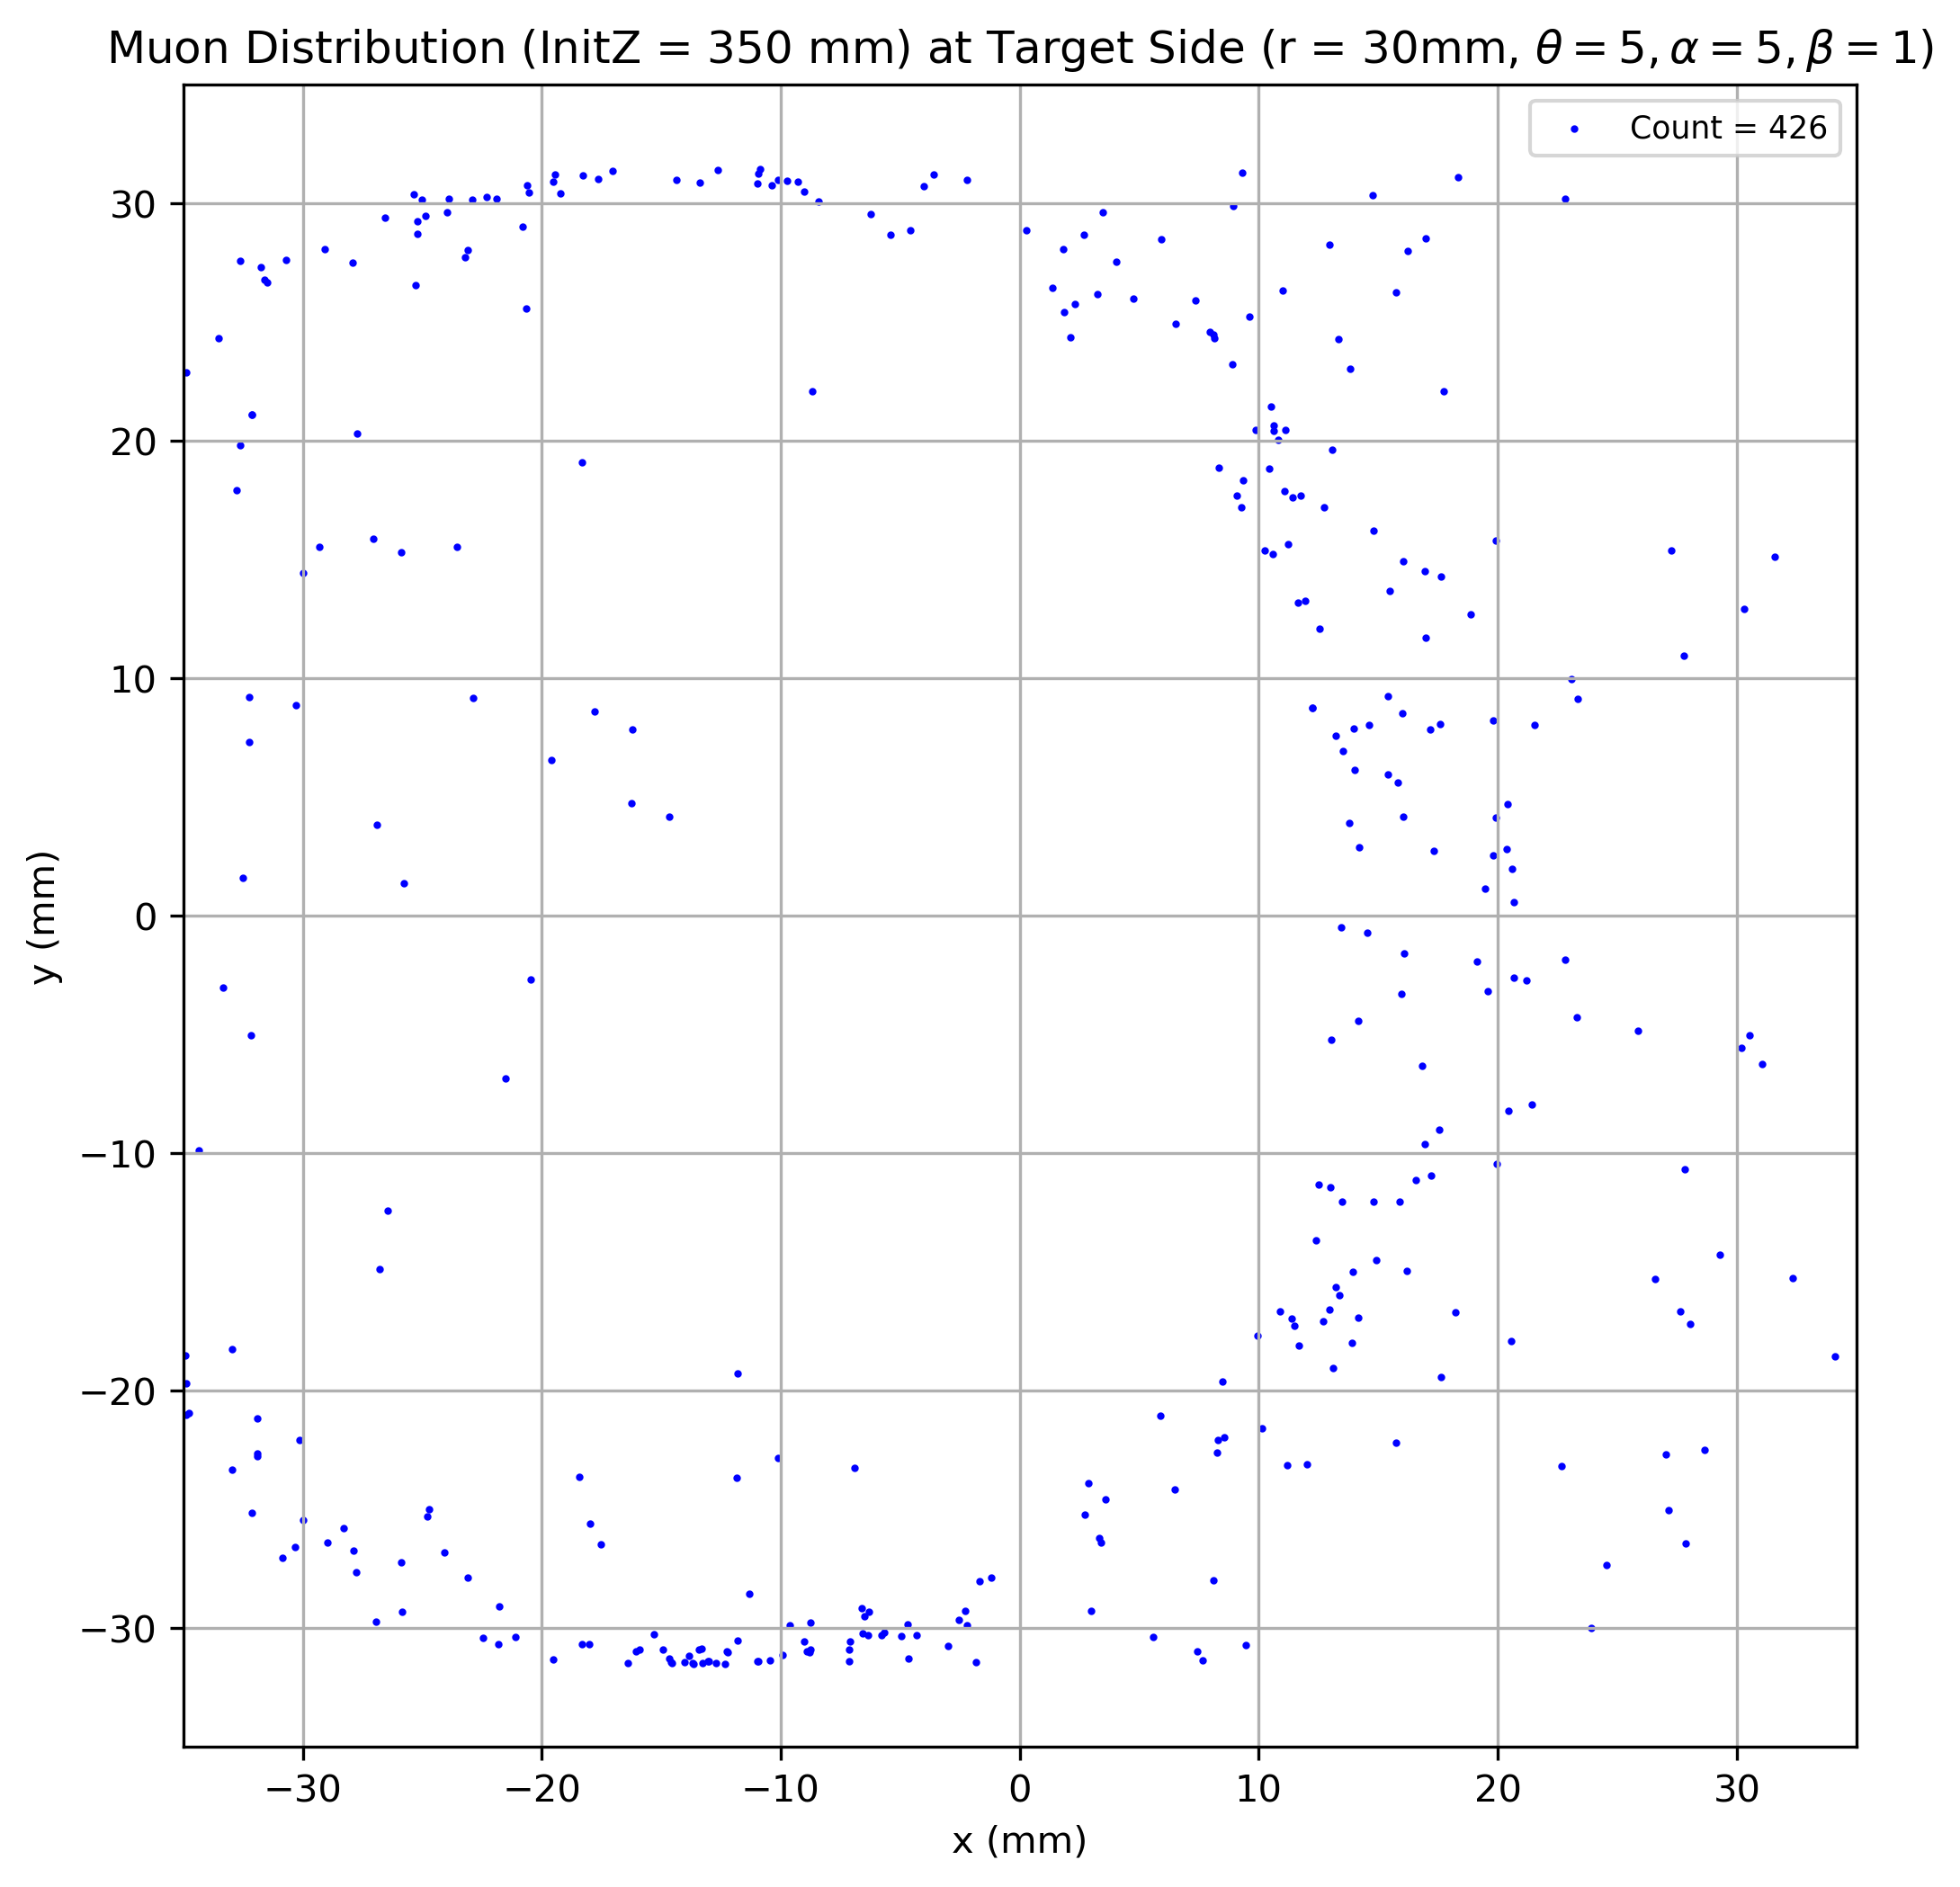 Muon Distribution (InitZ = 350 mm) at Target Side (r = 30mm, θ = 5, α = 5, β = 1)
Count = 426
30
20
10
0
−10
−20
−30
y (mm)
−30 −20 −10 0 10 20 30
x (mm)